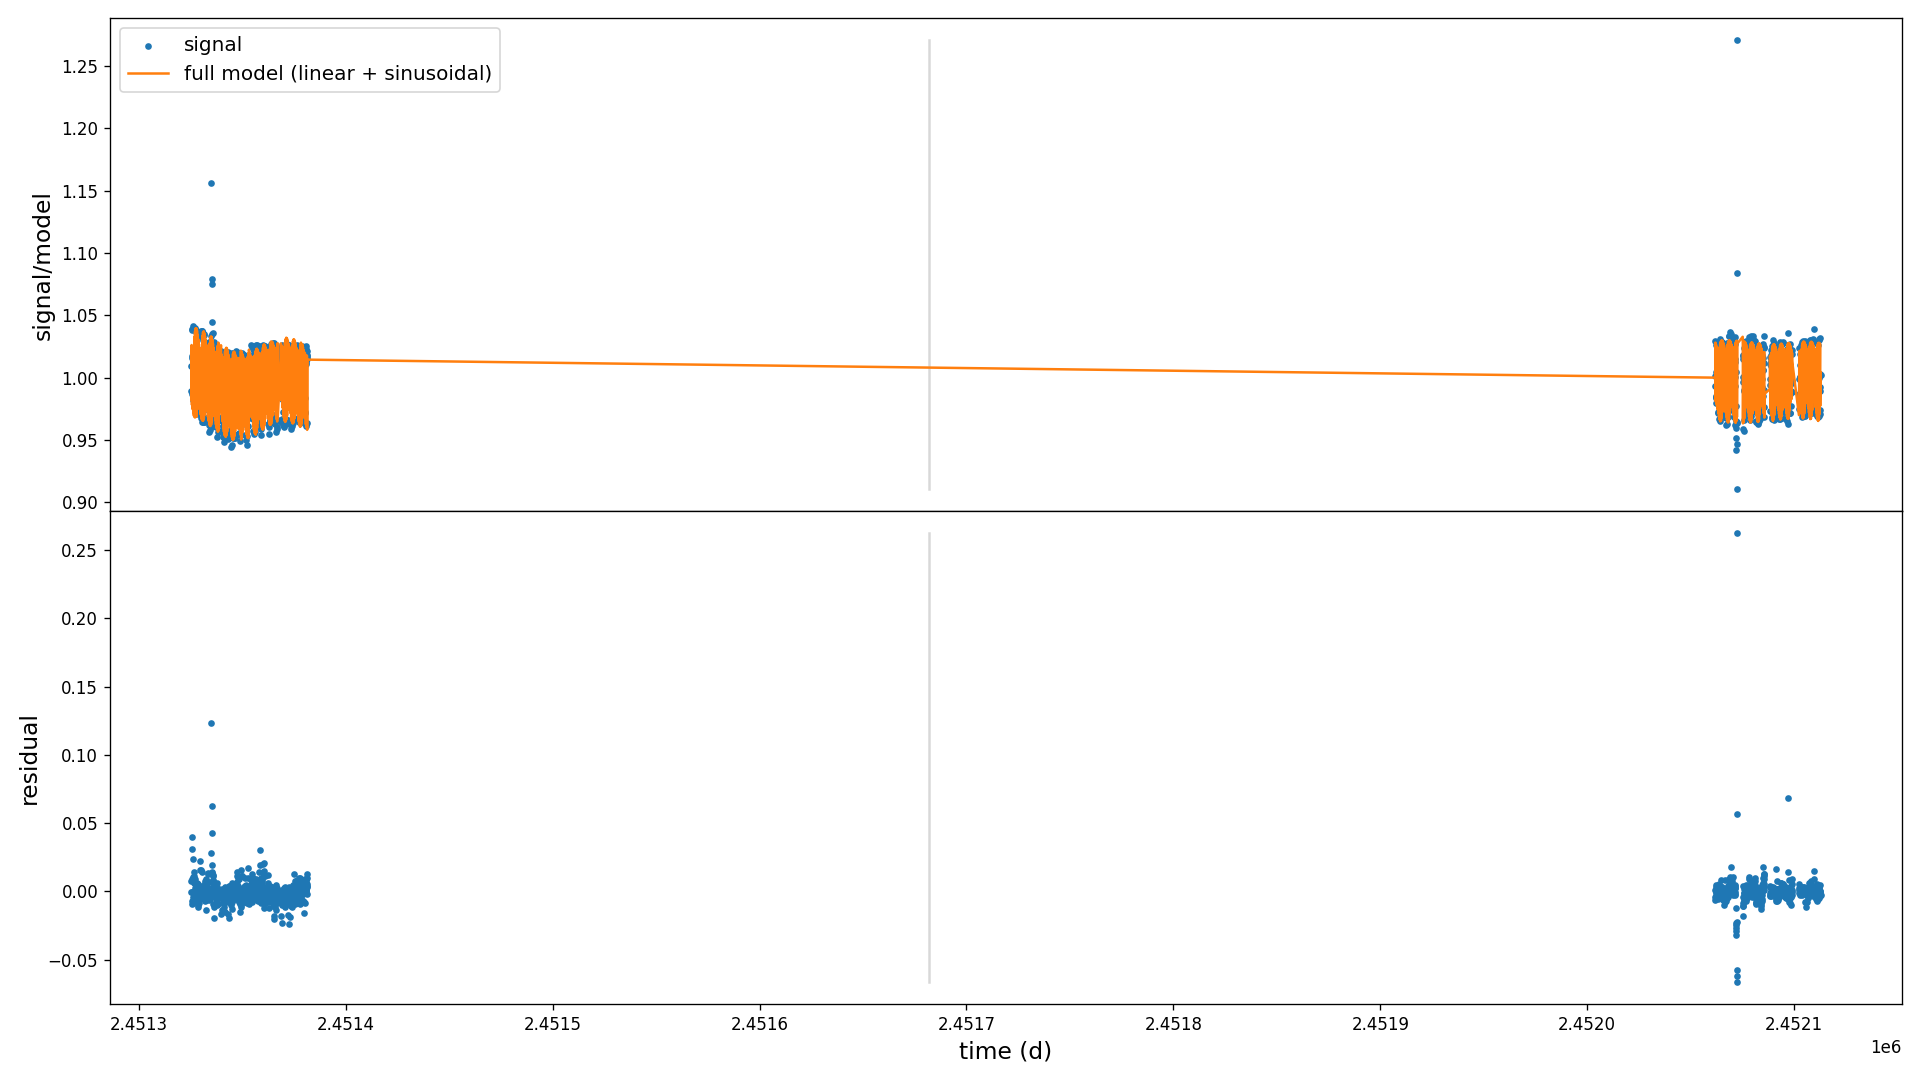 signal
full model (linear + sinusoidal)
signal/model
1.25
1.20
1.15
1.10
1.05
1.00
0.95
0.90
residual
0.25
0.20
0.15
0.10
0.05
0.00
−0.05
2.4513 2.4514 2.4515 2.4516 2.4517 2.4518 2.4519 2.4520 2.4521
1e6
time (d)